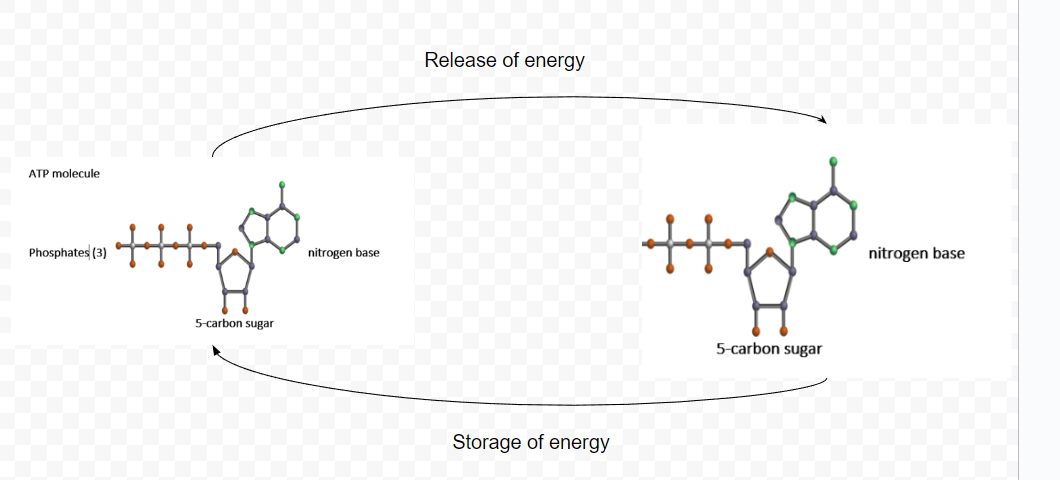 Release of energy
ATP molecule
Phosphates (3)
nitrogen base
5-carbon sugar
nitrogen base
5-carbon sugar
Storage of energy